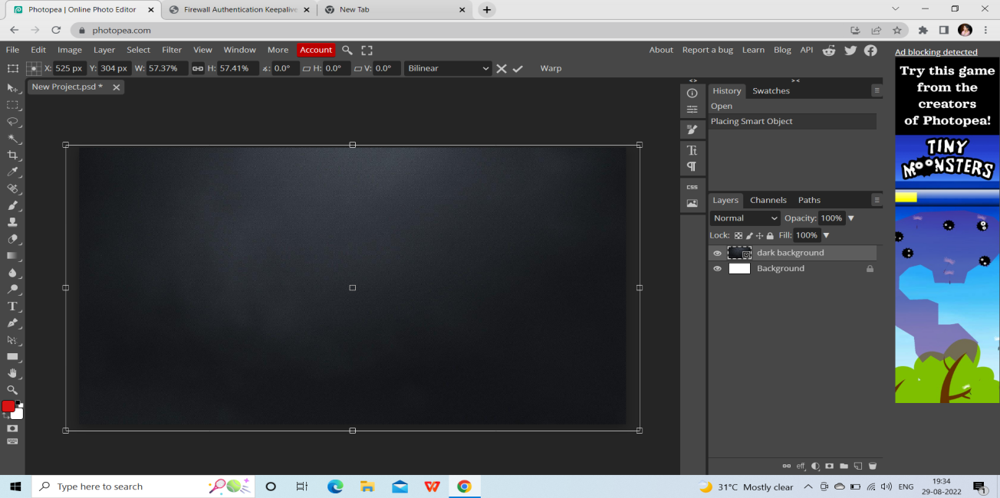 Photopea | Online Photo Editor
Firewall Authentication Keepalive
New Tab
photopea.com
File Edit Image Layer Select Filter View Window More Account
About Report a bug Learn Blog API
Ad blocking detected
X: 525 px Y: 304 px W: 57.37% H: 57.41% 0.0° H: 0.0° V: 0.0° Bilinear Warp
New Project.psd *
History Swatches
Open
Placing Smart Object
Try this game
from the
creators
of Photopea!
TINY
MOONSTERS
CSS
Layers Channels Paths
Normal Opacity: 100%
Lock: Fill: 100%
dark background
Background
eff
Type here to search
31°C Mostly clear
ENG
19:34
29-08-2022
1